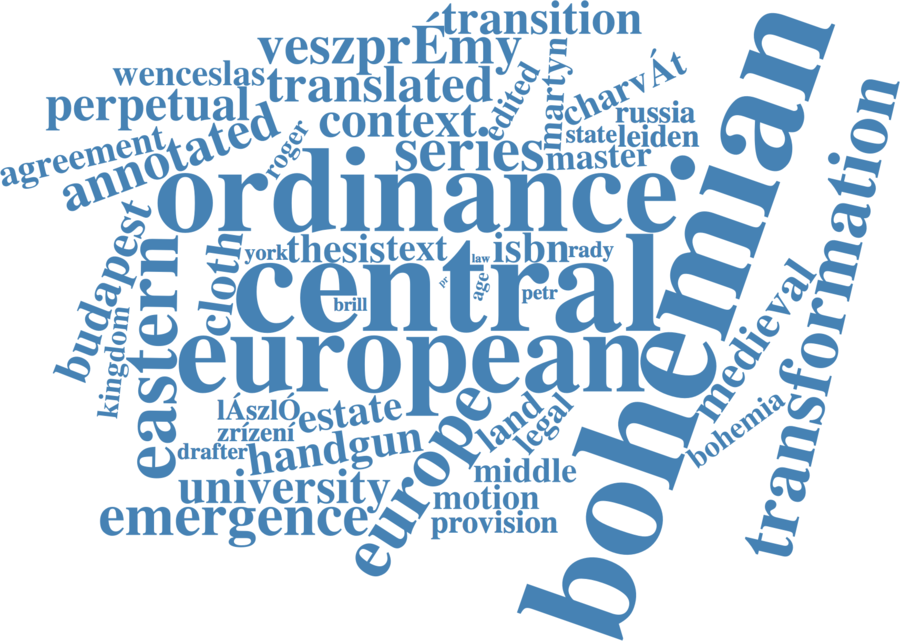 transition
veszprÉmy
wenceslas
translated
perpetual
edited
martyn
charvÁt
context
russia
state
leiden
agreement
annotated
roger
series
master
ordinance
bohemian
transformation
budapest
eastern
cloth
york
thesis
text
law
isbn
rady
central
brill
pr
age
petr
european
kingdom
medieval
lÁszlÓ
estate
europe
land
legal
bohemia
zrízení
drafter
handgun
middle
university
motion
emergence
provision